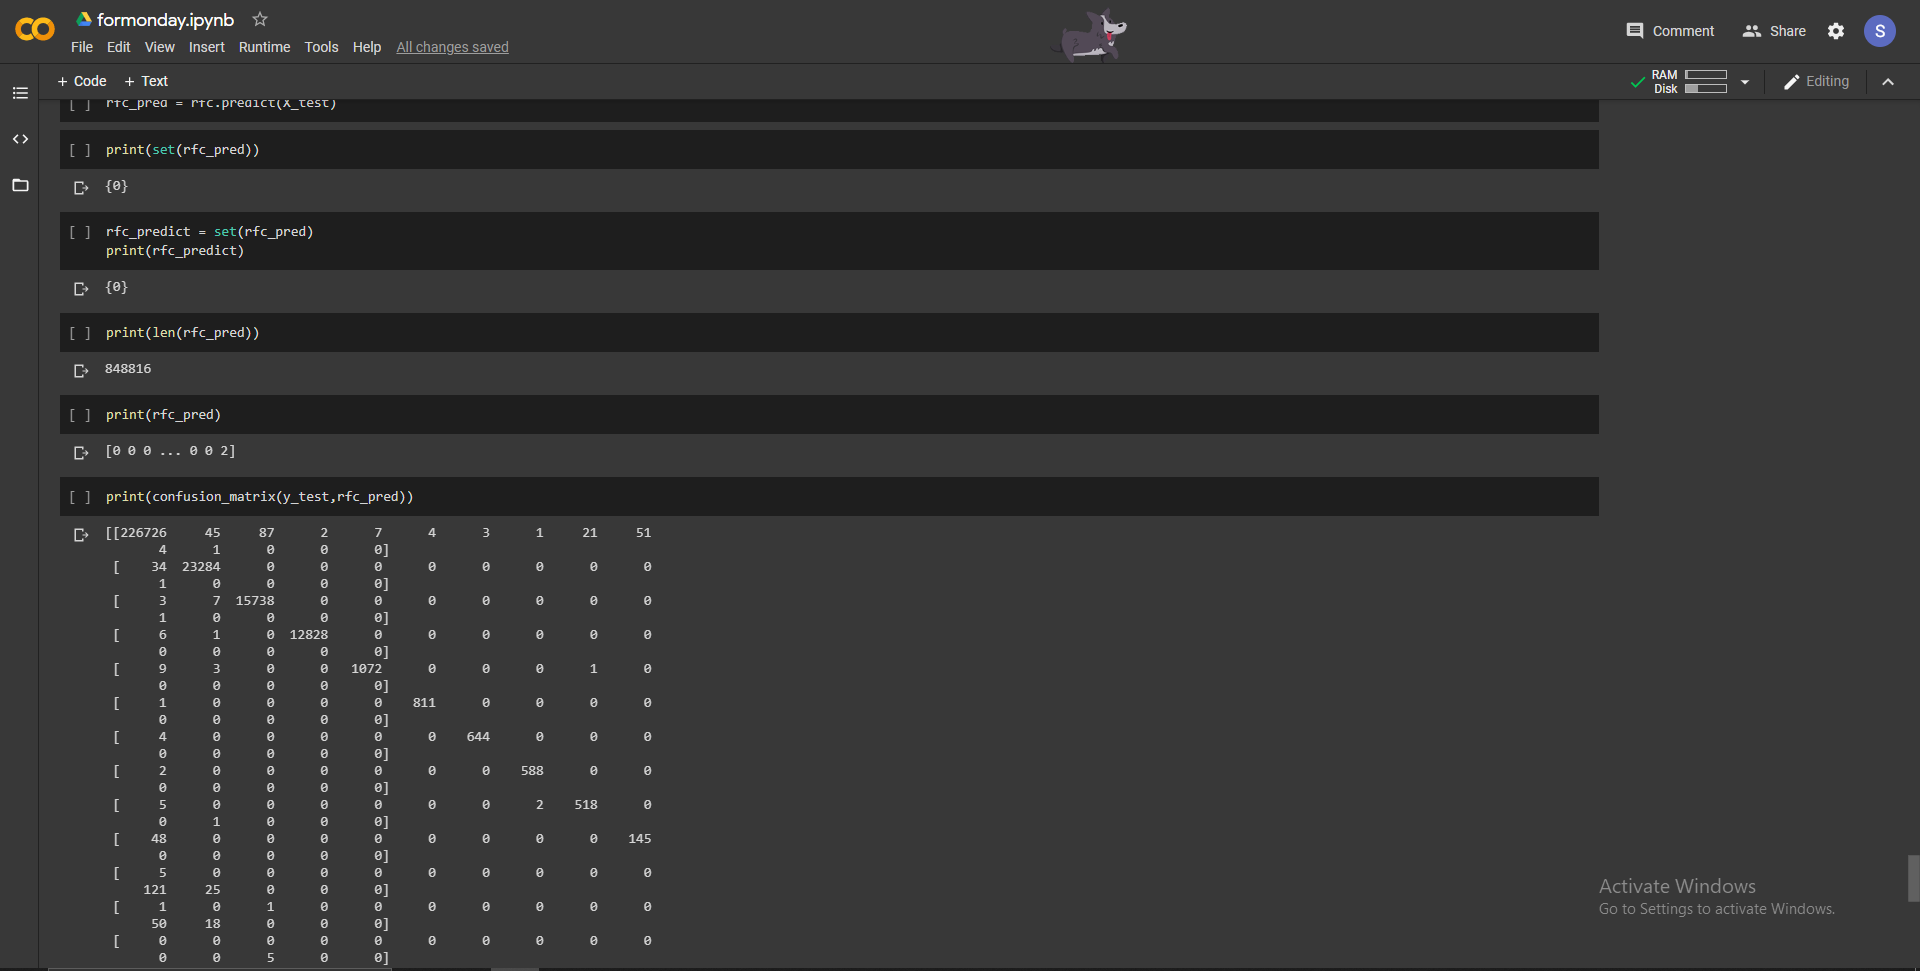 formonday.ipynb
File Edit View Insert Runtime Tools Help All changes saved
Comment Share S
+ Code + Text
RAM
Disk
Editing
[ ] rfc_pred = rfc.predict(X_test)
[ ] print(set(rfc_pred))
{0}
[ ] rfc_predict = set(rfc_pred)
print(rfc_predict)
{0}
[ ] print(len(rfc_pred))
848816
[ ] print(rfc_pred)
[0 0 0 ... 0 0 2]
[ ] print(confusion_matrix(y_test,rfc_pred))
[[226726 45 87 2 7 4 3 1 21 51
4 1 0 0 0]
[ 34 23284 0 0 0 0 0 0 0 0
1 0 0 0 0]
[ 3 7 15738 0 0 0 0 0 0 0
1 0 0 0 0]
[ 6 1 0 12828 0 0 0 0 0 0
0 0 0 0 0]
[ 9 3 0 0 1072 0 0 0 1 0
0 0 0 0 0]
[ 1 0 0 0 0 811 0 0 0 0
0 0 0 0 0]
[ 4 0 0 0 0 0 644 0 0 0
0 0 0 0 0]
[ 2 0 0 0 0 0 0 588 0 0
0 0 0 0 0]
[ 5 0 0 0 0 0 0 2 518 0
0 1 0 0 0]
[ 48 0 0 0 0 0 0 0 0 145
0 0 0 0 0]
[ 5 0 0 0 0 0 0 0 0 0
121 25 0 0 0]
[ 1 0 1 0 0 0 0 0 0 0
50 18 0 0 0]
[ 0 0 0 0 0 0 0 0 0 0
0 0 5 0 0]
Activate Windows
Go to Settings to activate Windows.